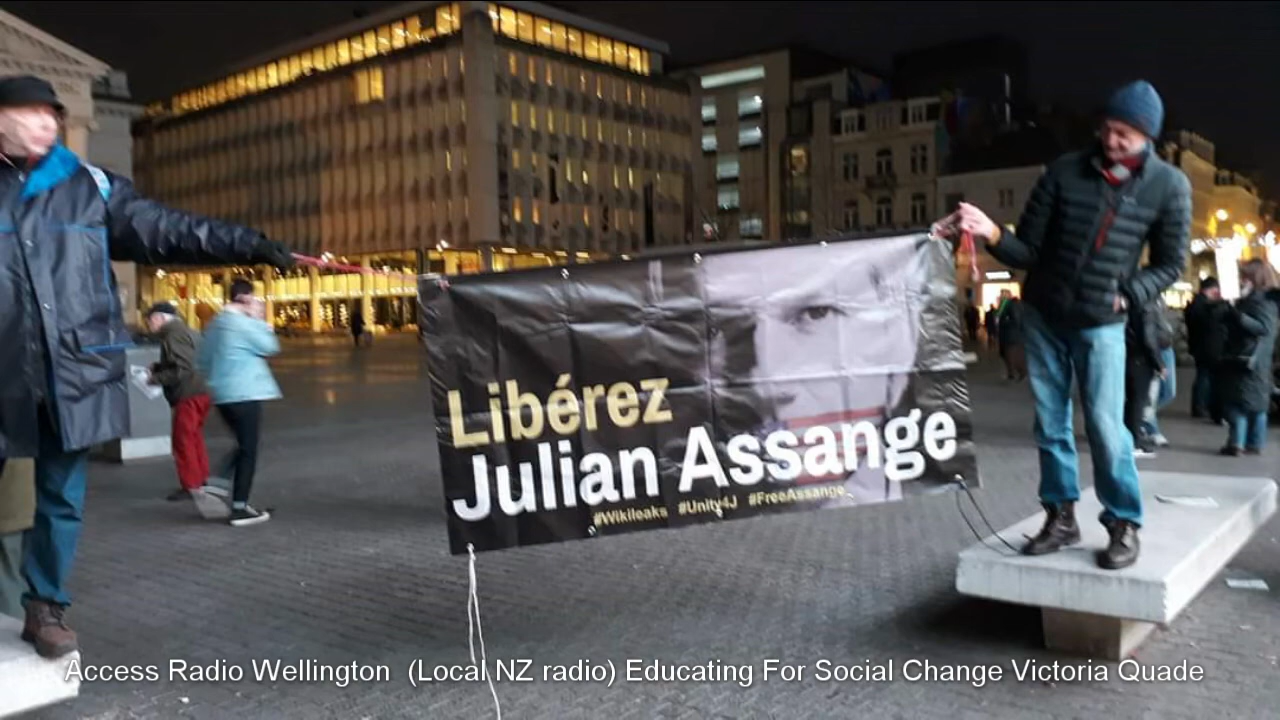 Libérez
Julian Assange
#Wikileaks #Unity4J #FreeAssange
Access Radio Wellington (Local NZ radio) Educating For Social Change Victoria Quade